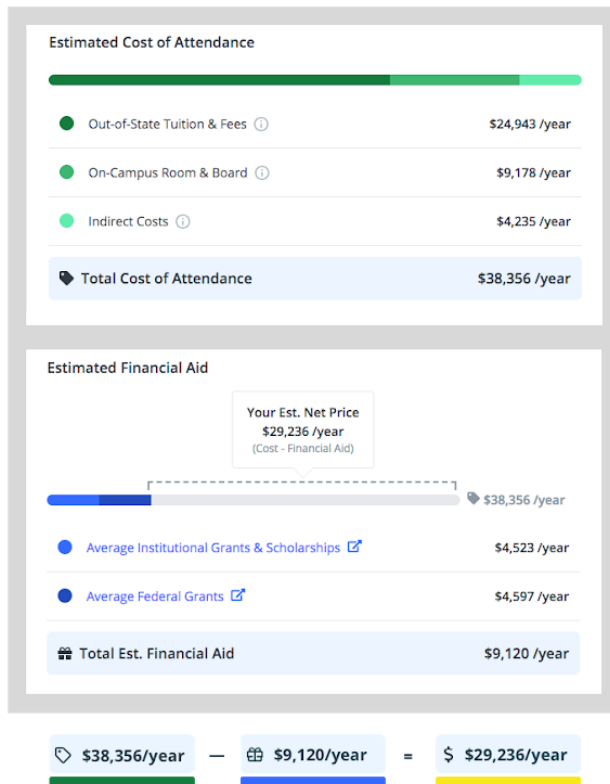 Estimated Cost of Attendance
Out-of-State Tuition & Fees $24,943 /year
On-Campus Room & Board $9,178 /year
Indirect Costs $4,235 /year
Total Cost of Attendance $38,356 /year
Estimated Financial Aid
Your Est. Net Price
$29,236 /year
(Cost - Financial Aid)
$38,356 /year
Average Institutional Grants & Scholarships $4,523 /year
Average Federal Grants $4,597 /year
Total Est. Financial Aid $9,120 /year
$38,356/year — $9,120/year = $ $29,236/year